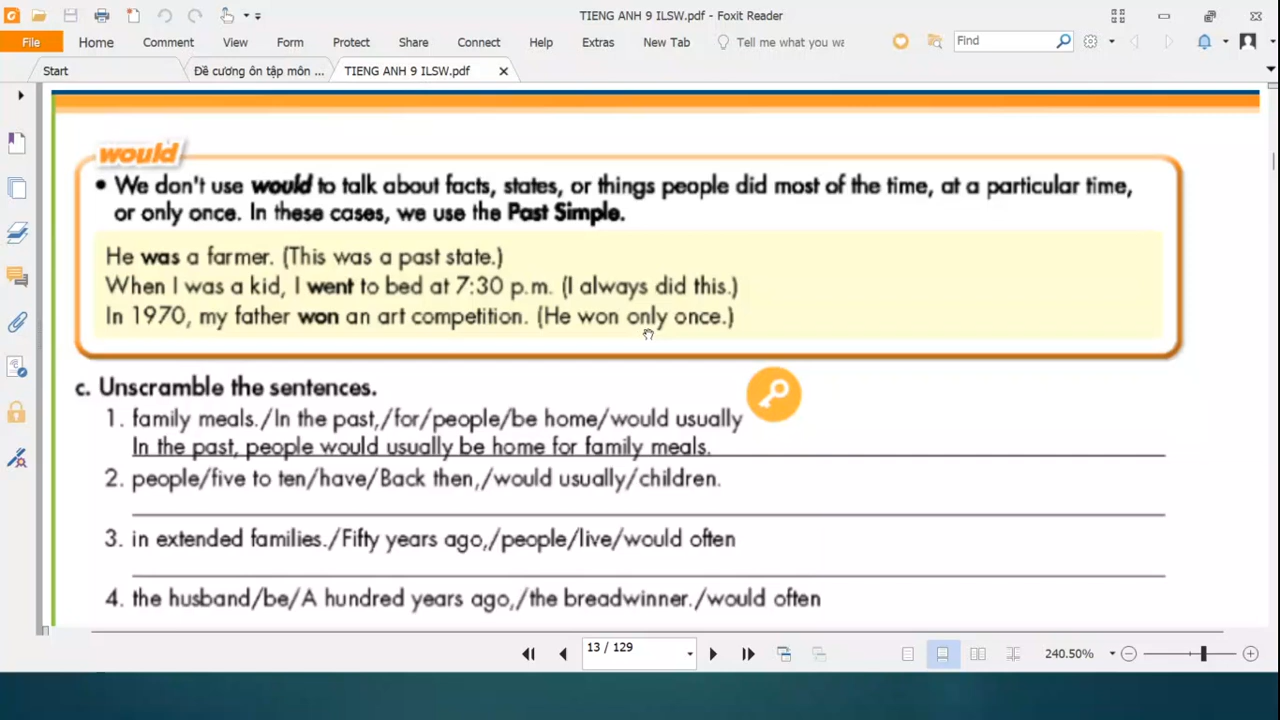 TIENG ANH 9 ILSW.pdf - Foxit Reader
File Home Comment View Form Protect Share Connect Help Extras New Tab Tell me what you wa Find
Start Đề cương ôn tập môn ... TIENG ANH 9 ILSW.pdf
would
• We don't use would to talk about facts, states, or things people did most of the time, at a particular time,
or only once. In these cases, we use the Past Simple.
He was a farmer. (This was a past state.)
When I was a kid, I went to bed at 7:30 p.m. (I always did this.)
In 1970, my father won an art competition. (He won only once.)
c. Unscramble the sentences.
1. family meals./In the past,/for/people/be home/would usually
In the past, people would usually be home for family meals.
2. people/five to ten/have/Back then,/would usually/children.
3. in extended families./Fifty years ago,/people/live/would often
4. the husband/be/A hundred years ago,/the breadwinner./would often
13 / 129 240.50%